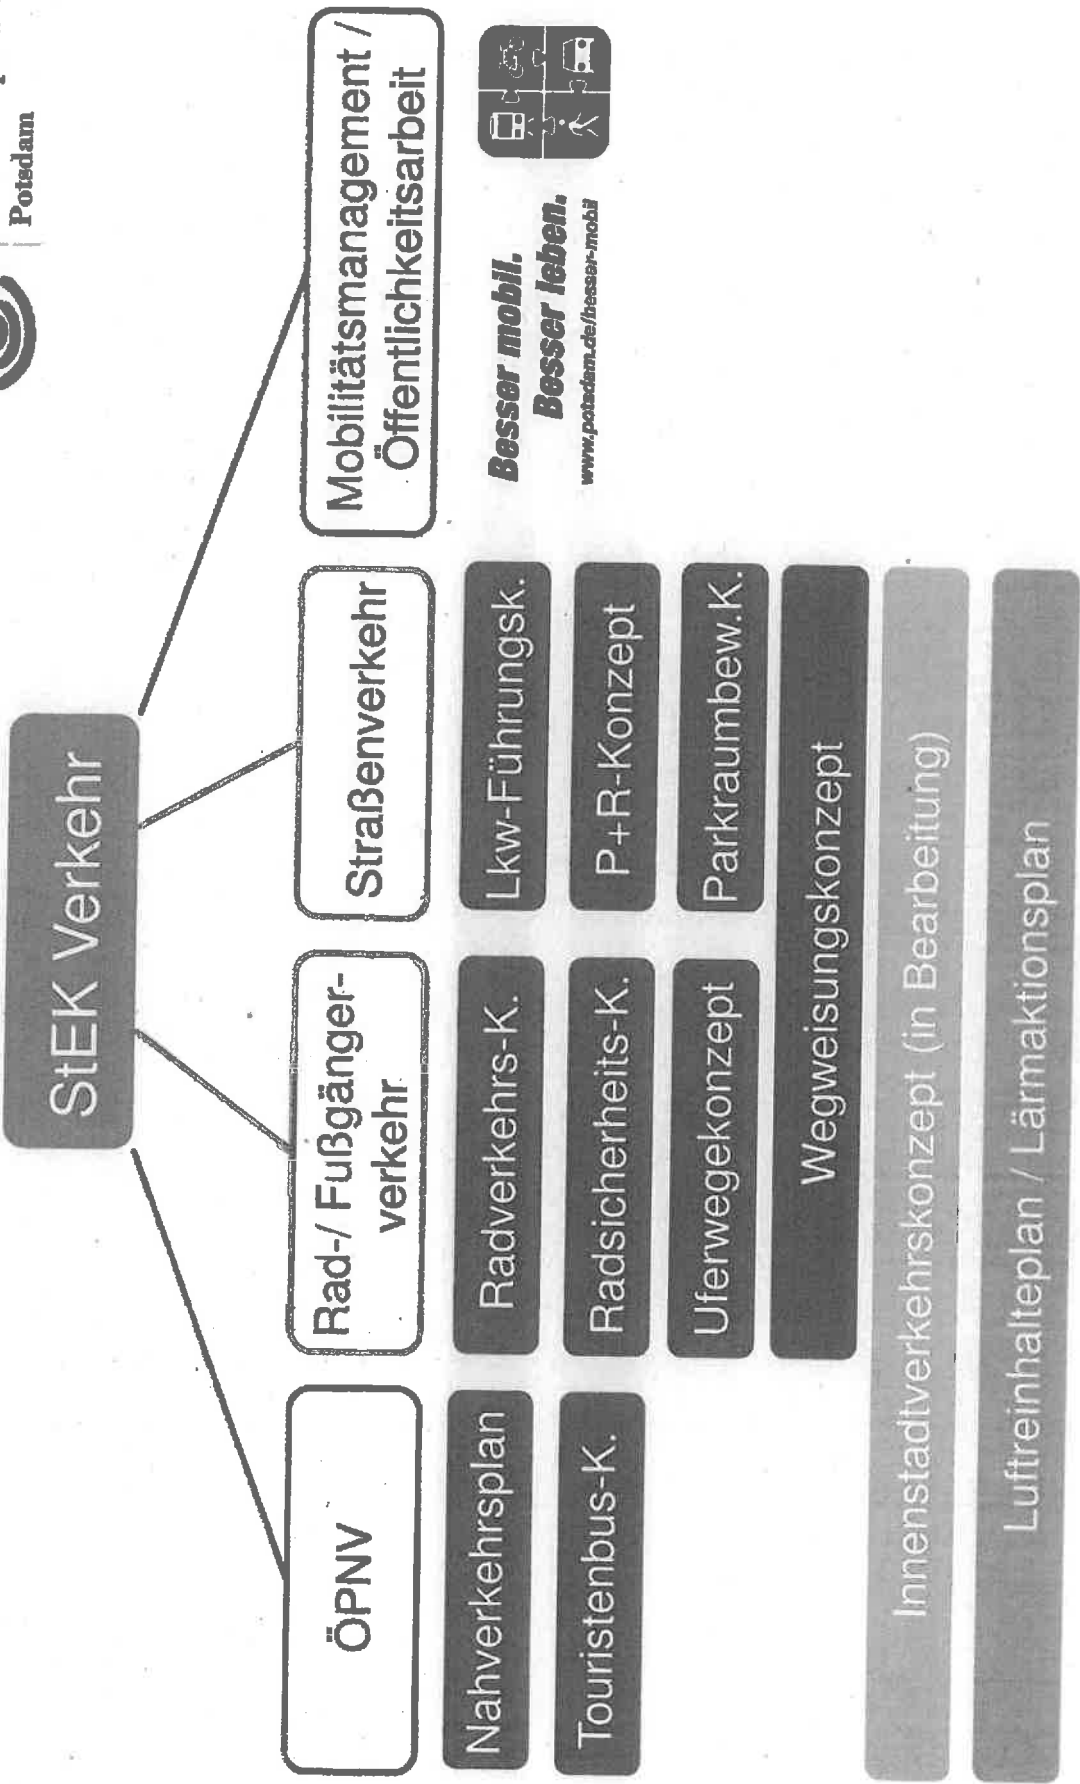 Potsdam
StEK Verkehr
ÖPNV
Rad-/ Fußgänger-
verkehr
Straßenverkehr
Mobilitätsmanagement /
Öffentlichkeitsarbeit
Nahverkehrsplan
Radverkehrs-K.
Lkw-Führungsk.
Besser mobil.
Besser leben.
www.potsdam.de/besser-mobil
Touristenbus-K.
Radsicherheits-K.
P+R-Konzept
Uferwegekonzept
Parkraumbew.K.
Wegweisungskonzept
Innenstadtverkehrskonzept (in Bearbeitung)
Luftreinhalteplan / Lärmaktionsplan